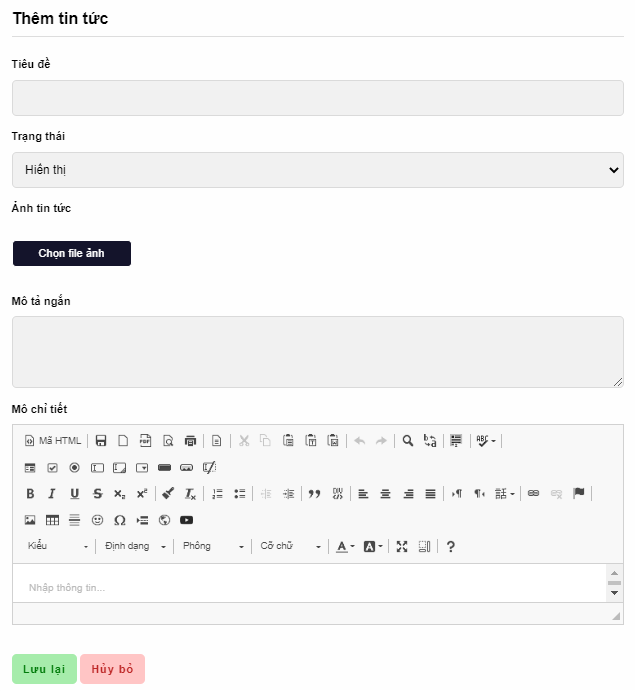 Thêm tin tức
Tiêu đề
Trạng thái
Hiển thị
Ảnh tin tức
Chọn file ảnh
Mô tả ngắn
Mô chỉ tiết
Mã HTML
Kiểu Định dạng Phông Cỡ chữ
Nhập thông tin...
Lưu lại Hủy bỏ